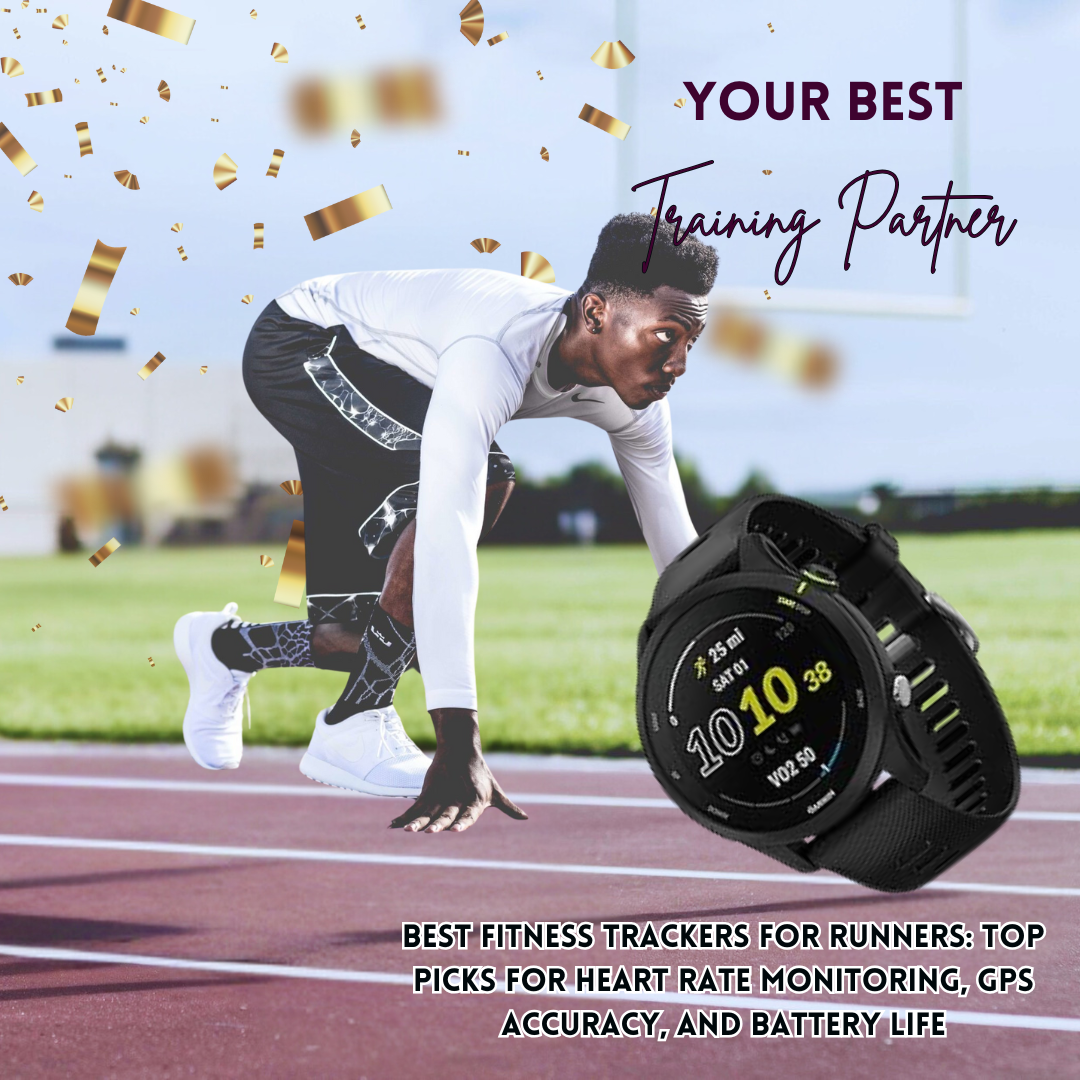 YOUR BEST
Training Partner
120
25 mi
SAT 01
10 10 38
VO2 50
GARMIN
BEST FITNESS TRACKERS FOR RUNNERS: TOP
PICKS FOR HEART RATE MONITORING, GPS
ACCURACY, AND BATTERY LIFE